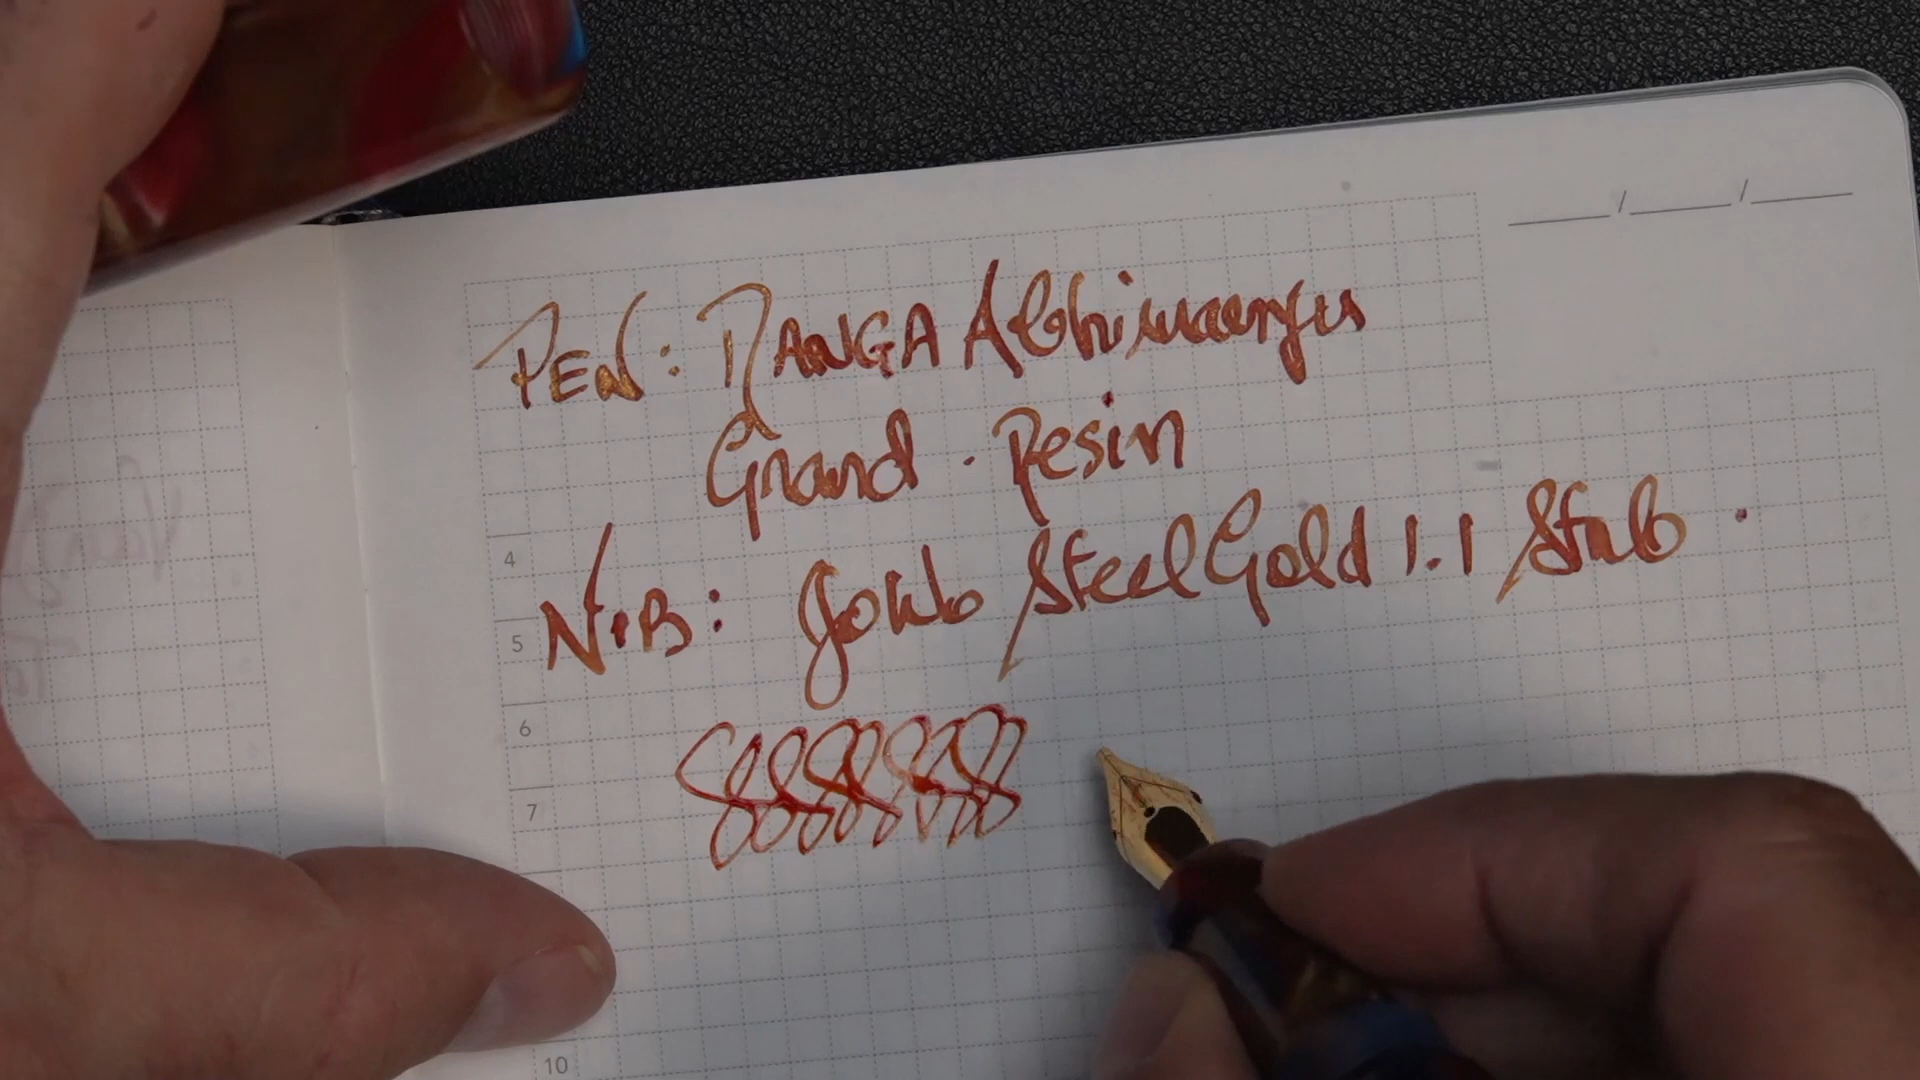 PEN: RANGA Abhimanyu
Grand · Resin
4
NIB: JoWo Steel Gold 1.1 Stub .
5
6
7
10